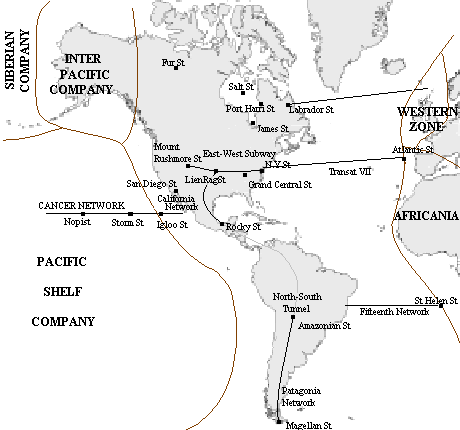 SIBERIAN
COMPANY
INTER
PACIFIC
COMPANY
Fur St
Salt St
Port Harri St
Labrador St
James St
WESTERN
ZONE
Mount
Rushmore St
East-West Subway
N.Y St
Atlantic St
LienRagSt
Grand Central St
Transat VII
San Diego St
California
Network
CANCER NETWORK
Nopist
Storm St
Igloo St
Rocky St
AFRICANIA
PACIFIC
SHELF
COMPANY
North-South
Tunnel
Amazonian St
St Helen St
Fifteenth Network
Patagonia
Network
Magellan St